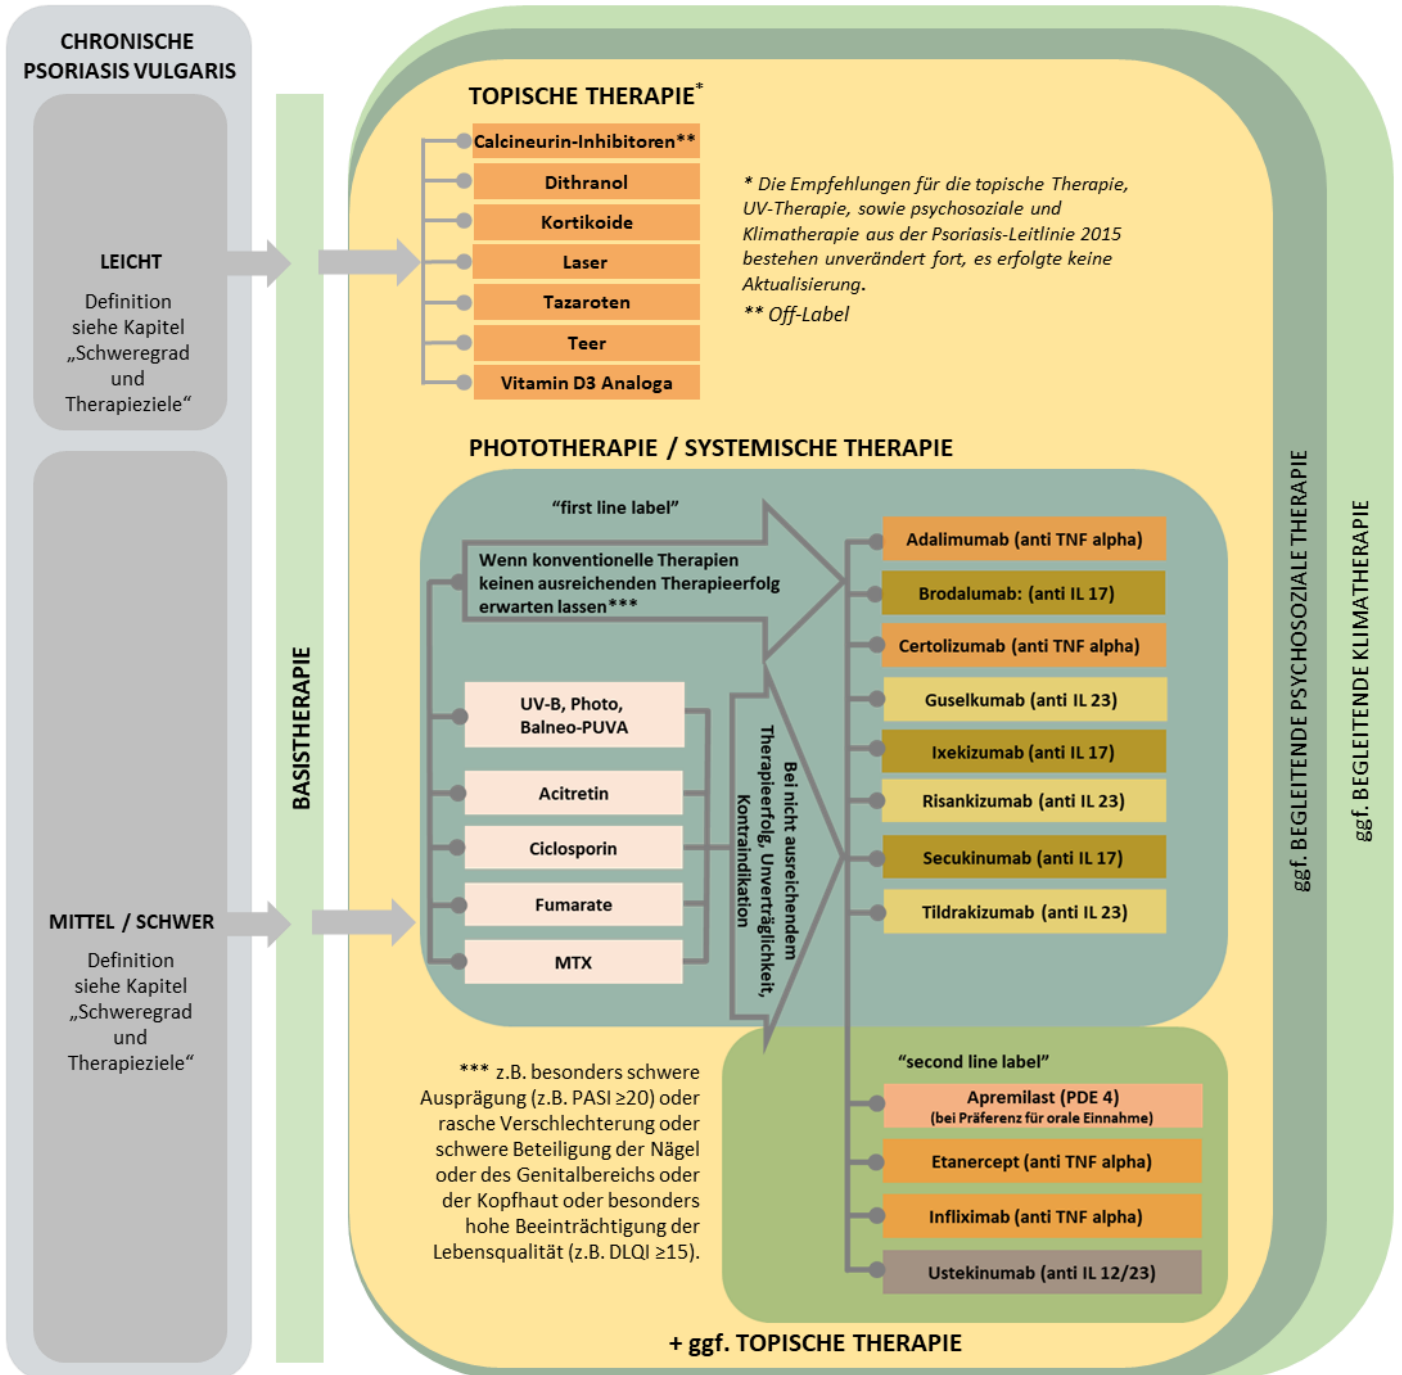 CHRONISCHE
PSORIASIS VULGARIS
LEICHT
Definition
siehe Kapitel
„Schweregrad
und
Therapieziele“
MITTEL / SCHWER
Definition
siehe Kapitel
„Schweregrad
und
Therapieziele“
BASISTHERAPIE
TOPISCHE THERAPIE*
Calcineurin-Inhibitoren**
Dithranol
Kortikoide
Laser
Tazaroten
Teer
Vitamin D3 Analoga
* Die Empfehlungen für die topische Therapie,
UV-Therapie, sowie psychosoziale und
Klimatherapie aus der Psoriasis-Leitlinie 2015
bestehen unverändert fort, es erfolgte keine
Aktualisierung.
** Off-Label
PHOTOTHERAPIE / SYSTEMISCHE THERAPIE
“first line label”
Wenn konventionelle Therapien
keinen ausreichenden Therapieerfolg
erwarten lassen***
UV-B, Photo,
Balneo-PUVA
Acitretin
Ciclosporin
Fumarate
MTX
Bei nicht ausreichendem
Therapieerfolg, Unverträglichkeit,
Kontraindikation
Adalimumab (anti TNF alpha)
Brodalumab: (anti IL 17)
Certolizumab (anti TNF alpha)
Guselkumab (anti IL 23)
Ixekizumab (anti IL 17)
Risankizumab (anti IL 23)
Secukinumab (anti IL 17)
Tildrakizumab (anti IL 23)
*** z.B. besonders schwere
Ausprägung (z.B. PASI ≥20) oder
rasche Verschlechterung oder
schwere Beteiligung der Nägel
oder des Genitalbereichs oder
der Kopfhaut oder besonders
hohe Beeinträchtigung der
Lebensqualität (z.B. DLQI ≥15).
“second line label”
Apremilast (PDE 4)
(bei Präferenz für orale Einnahme)
Etanercept (anti TNF alpha)
Infliximab (anti TNF alpha)
Ustekinumab (anti IL 12/23)
+ ggf. TOPISCHE THERAPIE
ggf. BEGLEITENDE PSYCHOSOZIALE THERAPIE
ggf. BEGLEITENDE KLIMATHERAPIE